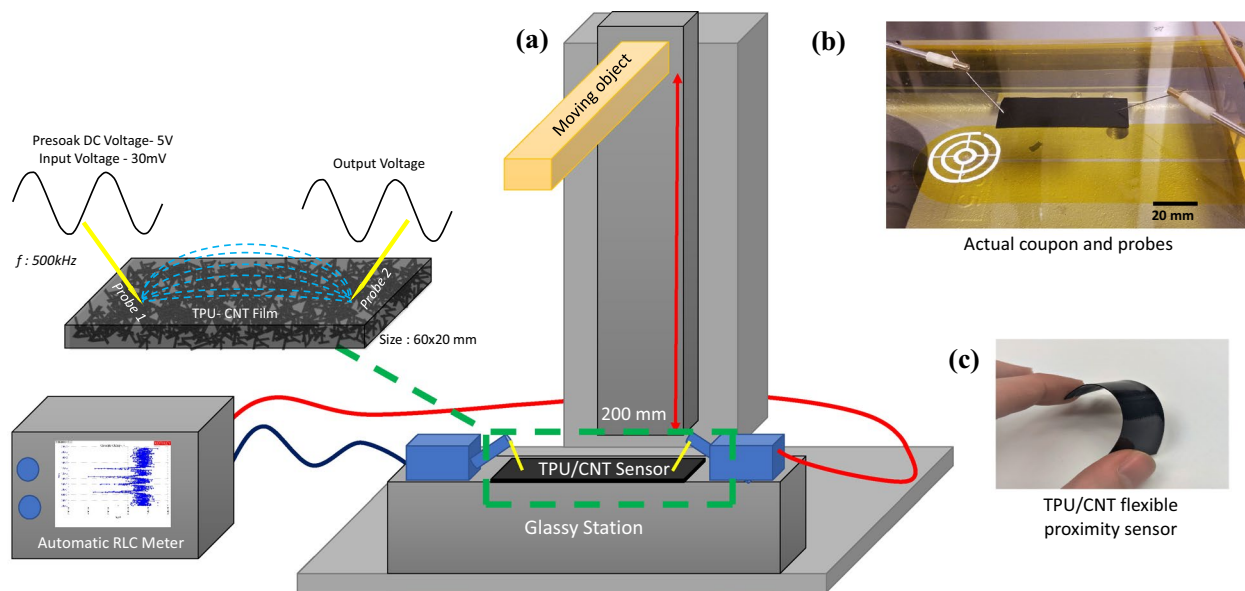 (a)
Moving object
200 mm
Presoak DC Voltage- 5V
Input Voltage - 30mV
Output Voltage
f : 500kHz
Probe 1
Probe 2
TPU- CNT Film
Size : 60x20 mm
TPU/CNT Sensor
Glassy Station
Automatic RLC Meter
(b)
20 mm
Actual coupon and probes
(c)
TPU/CNT flexible
proximity sensor